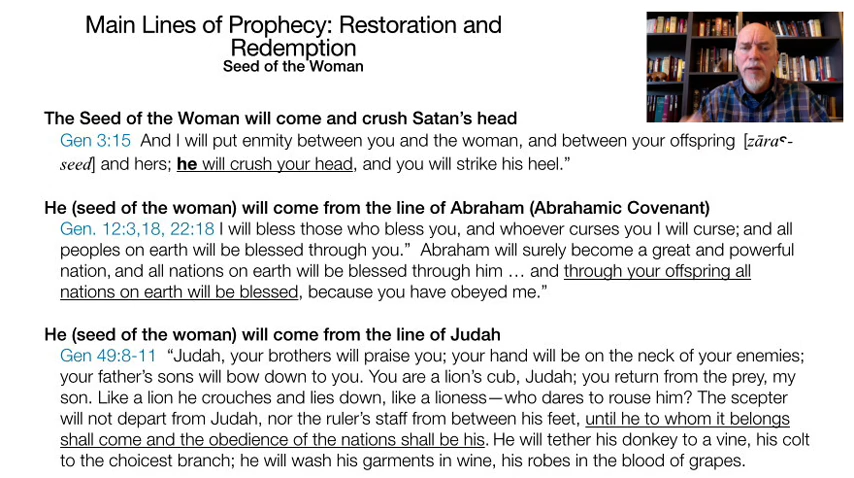 Main Lines of Prophecy: Restoration and
Redemption
Seed of the Woman
The Seed of the Woman will come and crush Satan's head
Gen 3:15 And I will put enmity between you and the woman, and between your offspring [zāraʿ-
seed] and hers; he will crush your head, and you will strike his heel.”
He (seed of the woman) will come from the line of Abraham (Abrahamic Covenant)
Gen. 12:3,18, 22:18 I will bless those who bless you, and whoever curses you I will curse; and all
peoples on earth will be blessed through you.” Abraham will surely become a great and powerful
nation, and all nations on earth will be blessed through him … and through your offspring all
nations on earth will be blessed, because you have obeyed me.”
He (seed of the woman) will come from the line of Judah
Gen 49:8-11 “Judah, your brothers will praise you; your hand will be on the neck of your enemies;
your father's sons will bow down to you. You are a lion's cub, Judah; you return from the prey, my
son. Like a lion he crouches and lies down, like a lioness—who dares to rouse him? The scepter
will not depart from Judah, nor the ruler's staff from between his feet, until he to whom it belongs
shall come and the obedience of the nations shall be his. He will tether his donkey to a vine, his colt
to the choicest branch; he will wash his garments in wine, his robes in the blood of grapes.